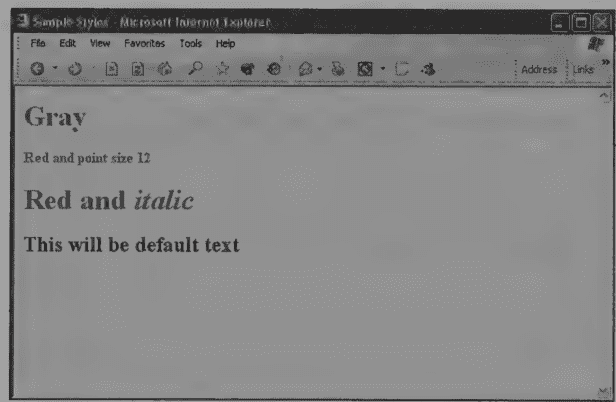 Sample Styles - Microsoft Internet Explorer
File Edit View Favorites Tools Help
Address Links »
Gray
Red and point size 12
Red and italic
This will be default text